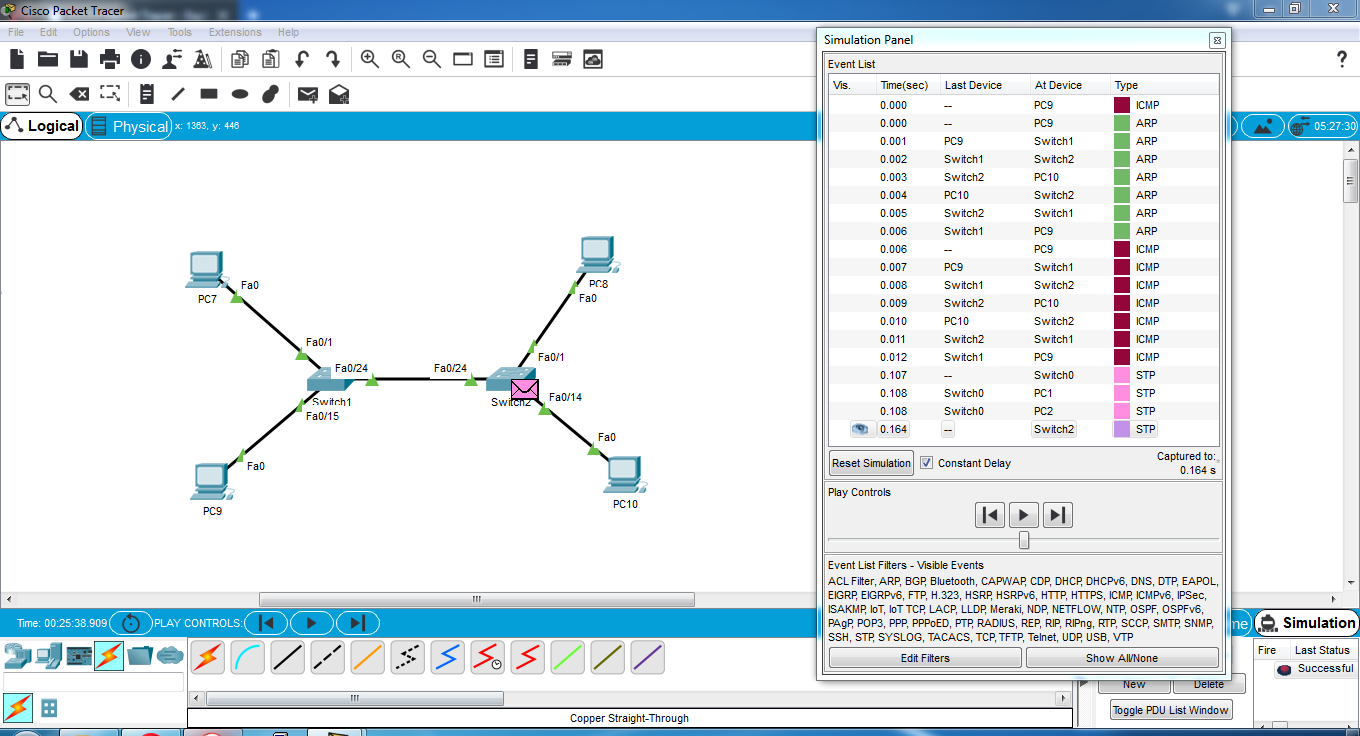 Cisco Packet Tracer
File Edit Options View Tools Extensions Help
Logical Physical x: 1363, y: 446
05:27:30
PC7
Fa0
Fa0/1
Fa0/24
Switch1
Fa0/15
Fa0
PC9
PC8
Fa0
Fa0/1
Fa0/24
Switch2
Fa0/14
Fa0
PC10
Simulation Panel
Event List
Vis. Time(sec) Last Device At Device Type
0.000 -- PC9 ICMP
0.000 -- PC9 ARP
0.001 PC9 Switch1 ARP
0.002 Switch1 Switch2 ARP
0.003 Switch2 PC10 ARP
0.004 PC10 Switch2 ARP
0.005 Switch2 Switch1 ARP
0.006 Switch1 PC9 ARP
0.006 -- PC9 ICMP
0.007 PC9 Switch1 ICMP
0.008 Switch1 Switch2 ICMP
0.009 Switch2 PC10 ICMP
0.010 PC10 Switch2 ICMP
0.011 Switch2 Switch1 ICMP
0.012 Switch1 PC9 ICMP
0.107 -- Switch0 STP
0.108 Switch0 PC1 STP
0.108 Switch0 PC2 STP
0.164 -- Switch2 STP
Reset Simulation Constant Delay
Captured to:
0.164 s
Play Controls
Event List Filters - Visible Events
ACL Filter, ARP, BGP, Bluetooth, CAPWAP, CDP, DHCP, DHCPv6, DNS, DTP, EAPOL,
EIGRP, EIGRPv6, FTP, H.323, HSRP, HSRPv6, HTTP, HTTPS, ICMP, ICMPv6, IPSec,
ISAKMP, IoT, IoT TCP, LACP, LLDP, Meraki, NDP, NETFLOW, NTP, OSPF, OSPFv6,
PAgP, POP3, PPP, PPPoED, PTP, RADIUS, REP, RIP, RIPng, RTP, SCCP, SMTP, SNMP,
SSH, STP, SYSLOG, TACACS, TCP, TFTP, Telnet, UDP, USB, VTP
Edit Filters Show All/None
Time: 00:25:38.909 PLAY CONTROLS:
me Simulation
Fire Last Status
Successful
New Delete
Toggle PDU List Window
Copper Straight-Through